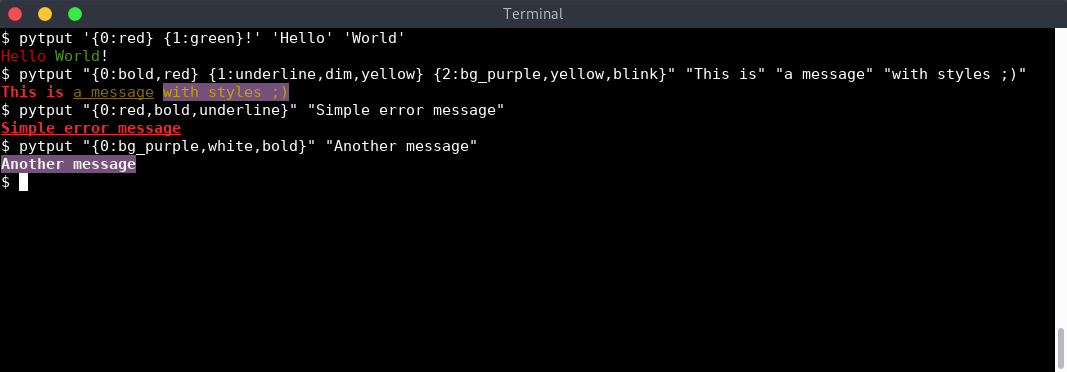 Terminal
$ pytput '{0:red} {1:green}!' 'Hello' 'World'
Hello World!
$ pytput "{0:bold,red} {1:underline,dim,yellow} {2:bg_purple,yellow,blink}" "This is" "a message" "with styles ;)"
This is a message with styles ;)
$ pytput "{0:red,bold,underline}" "Simple error message"
Simple error message
$ pytput "{0:bg_purple,white,bold}" "Another message"
Another message
$